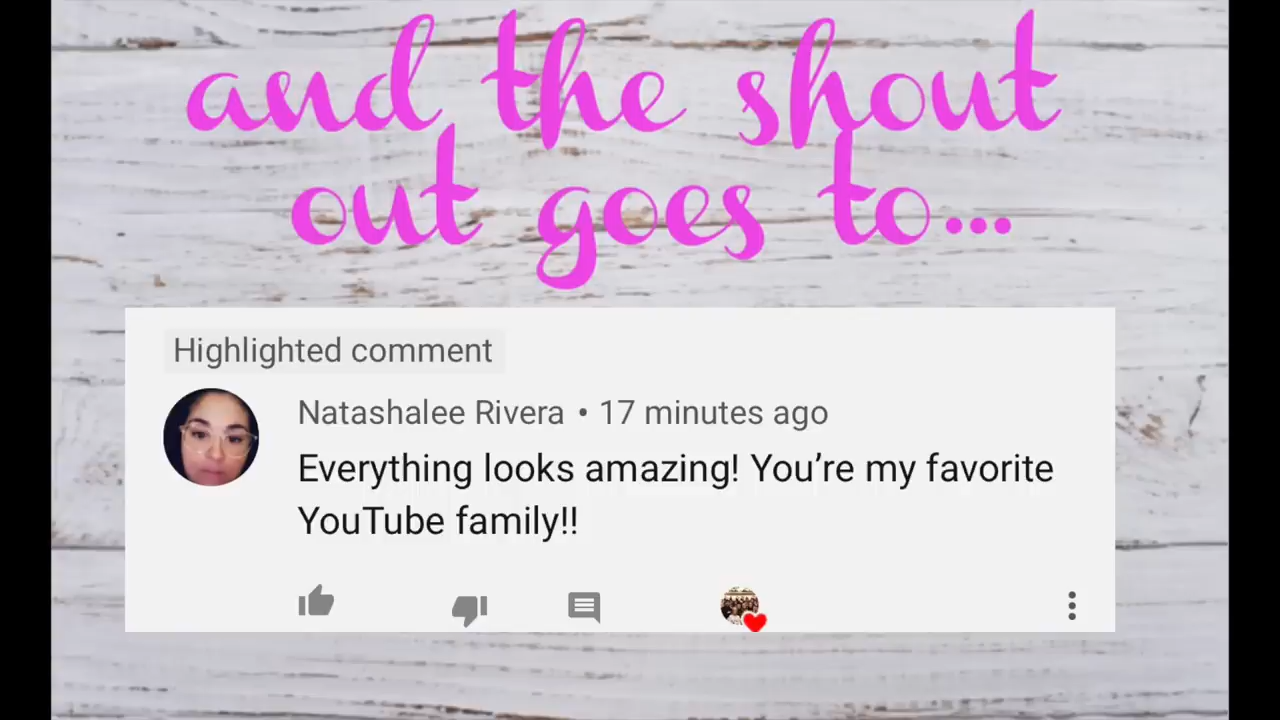 and the shout
out goes to...
Highlighted comment
Natashalee Rivera • 17 minutes ago
Everything looks amazing! You’re my favorite
YouTube family!!